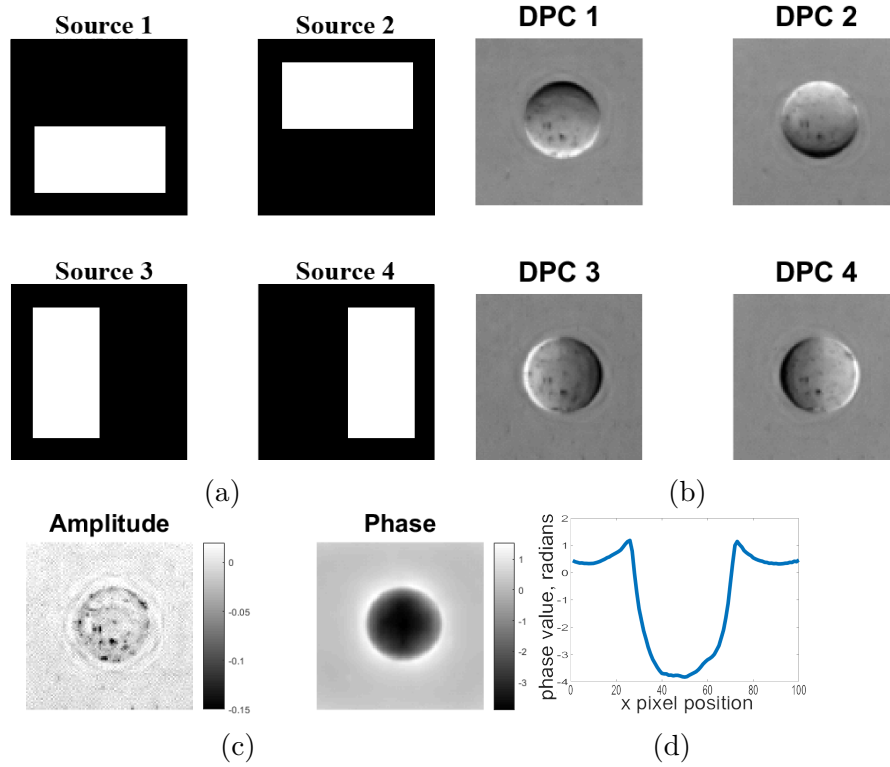 Source 1
Source 2
DPC 1
DPC 2
Source 3
Source 4
DPC 3
DPC 4
(a)
(b)
Amplitude
0
-0.05
-0.1
-0.15
Phase
1
0
-1
-2
-3
phase value, radians
2
1
0
-1
-2
-3
-4
0
20
40
60
80
100
x pixel position
(c)
(d)